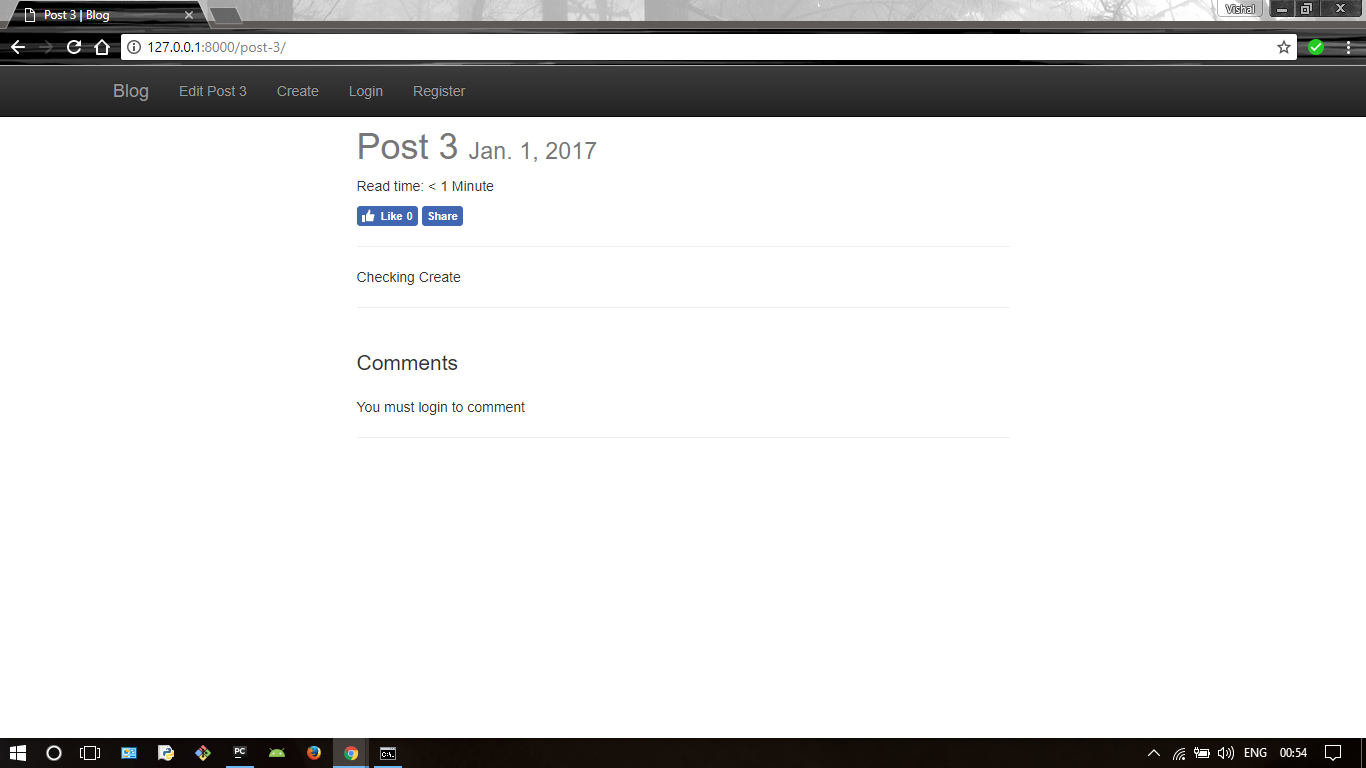 Post 3 | Blog
Vishal
127.0.0.1:8000/post-3/
Blog Edit Post 3 Create Login Register
Post 3 Jan. 1, 2017
Read time: < 1 Minute
Like 0 Share
Checking Create
Comments
You must login to comment
PC
C:\.
ENG 00:54